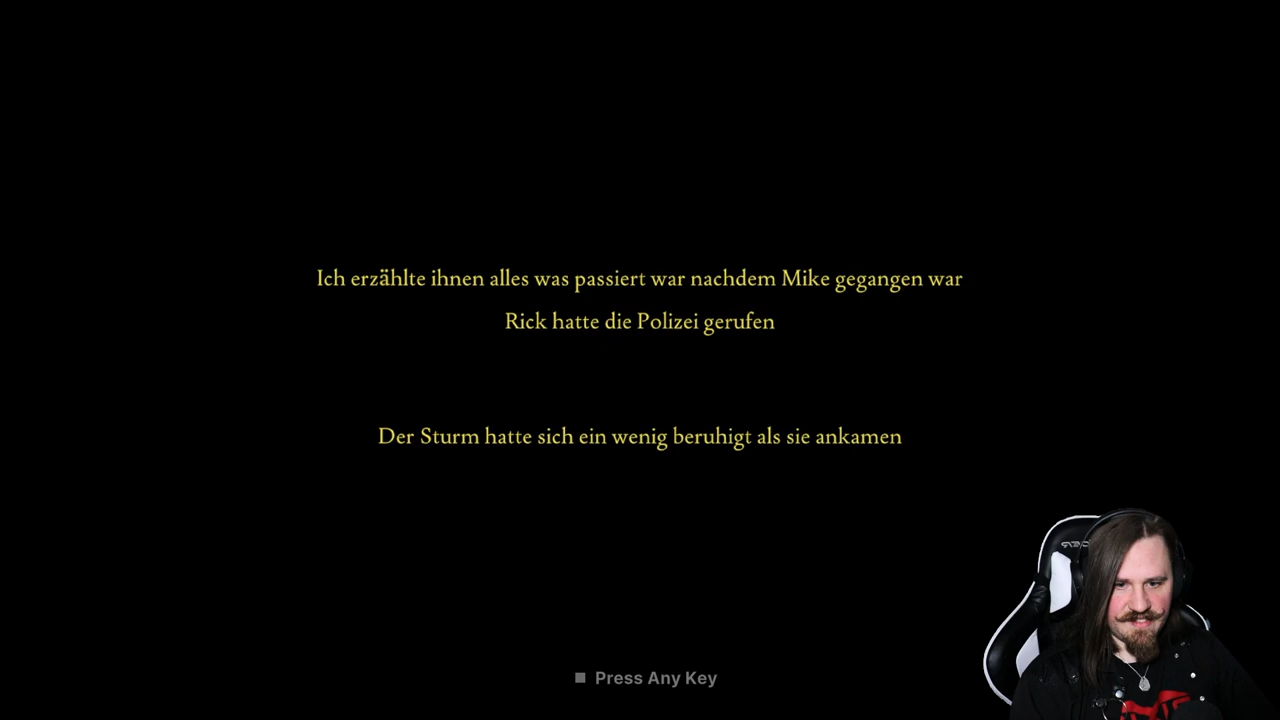 Ich erzählte ihnen alles was passiert war nachdem Mike gegangen war
Rick hatte die Polizei gerufen
Der Sturm hatte sich ein wenig beruhigt als sie ankamen
Press Any Key